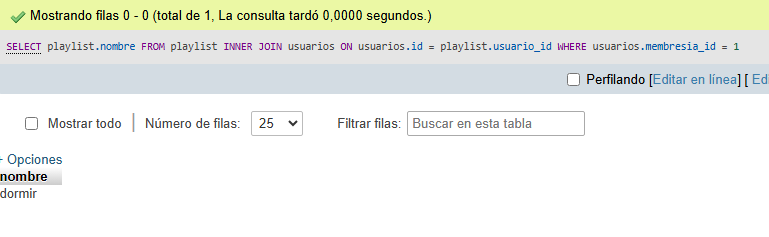 Mostrando filas 0 - 0 (total de 1, La consulta tardó 0,0000 segundos.)
SELECT playlist.nombre FROM playlist INNER JOIN usuarios ON usuarios.id = playlist.usuario_id WHERE usuarios.membresia_id = 1
Perfilando [Editar en línea] [ Ed
Mostrar todo | Número de filas: 25 Filtrar filas: Buscar en esta tabla
+ Opciones
nombre
dormir